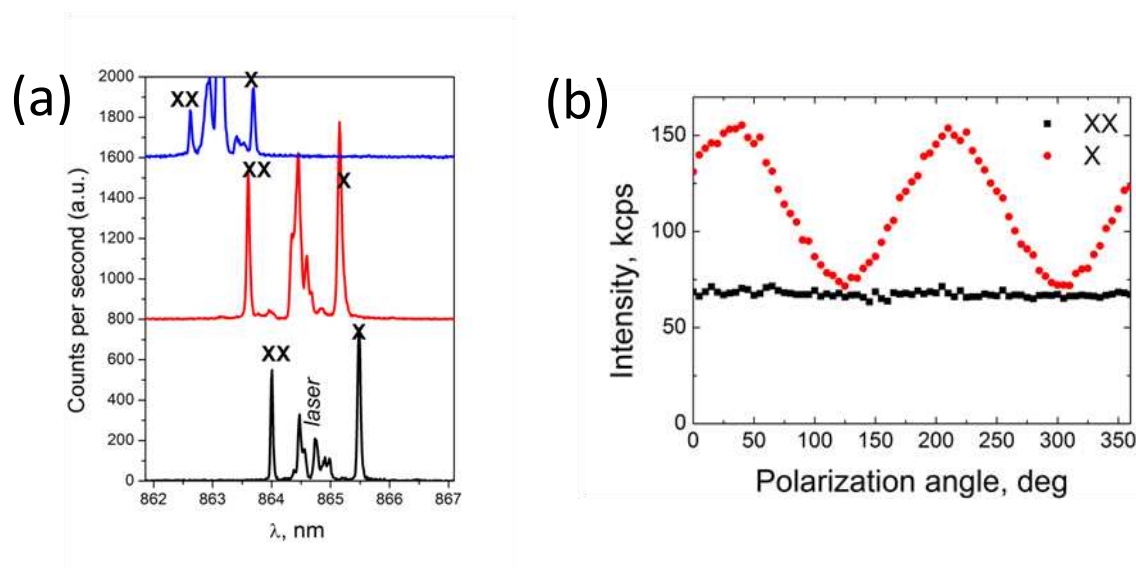 (a)
Counts per second (a.u.)
2000
1800
1600
1400
1200
1000
800
600
400
200
0
XX
X
XX
X
XX
laser
X
862 863 864 865 866 867
λ, nm
(b)
Intensity, kcps
150
100
50
0
XX
X
0 50 100 150 200 250 300 350
Polarization angle, deg